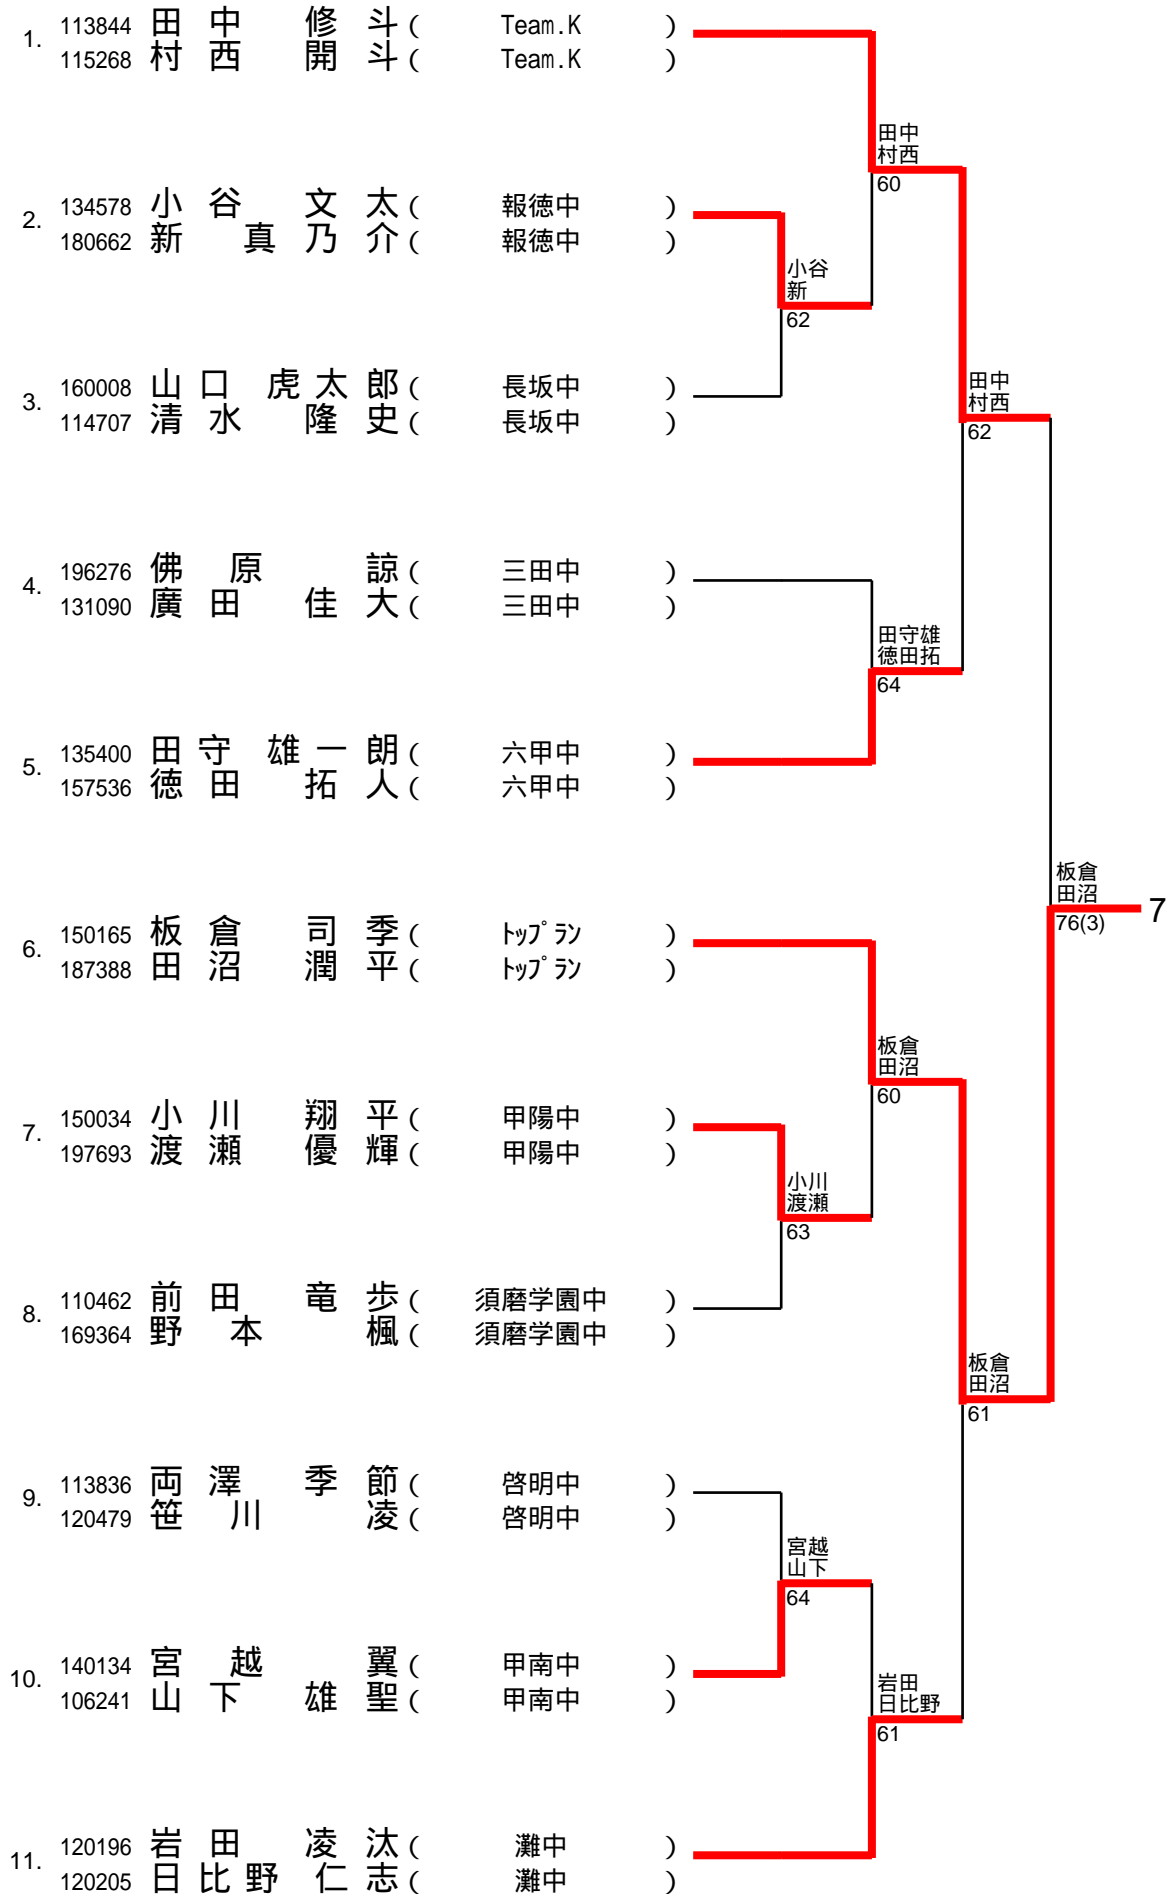 1. 113844 田中 修斗 ( Team.K )
115268 村西 開斗 ( Team.K )
田中
村西
60
2. 134578 小谷 文太 ( 報徳中 )
180662 新 真乃介 ( 報徳中 )
小谷
新
62
3. 160008 山口 虎太郎 ( 長坂中 )
114707 清水 隆史 ( 長坂中 )
田中
村西
62
4. 196276 佛原 諒 ( 三田中 )
131090 廣田 佳大 ( 三田中 )
田守雄
徳田拓
64
5. 135400 田守 雄一朗 ( 六甲中 )
157536 徳田 拓人 ( 六甲中 )
板倉
田沼
76(3)
7
6. 150165 板倉 司季 ( トップラン )
187388 田沼 潤平 ( トップラン )
板倉
田沼
60
7. 150034 小川 翔平 ( 甲陽中 )
197693 渡瀬 優輝 ( 甲陽中 )
小川
渡瀬
63
8. 110462 前田 竜歩 ( 須磨学園中 )
169364 野本 楓 ( 須磨学園中 )
板倉
田沼
61
9. 113836 両澤 季節 ( 啓明中 )
120479 笹川 凌 ( 啓明中 )
宮越
山下
64
10. 140134 宮越 翼 ( 甲南中 )
106241 山下 雄聖 ( 甲南中 )
岩田
日比野
61
11. 120196 岩田 凌汰 ( 灘中 )
120205 日比野 仁志 ( 灘中 )